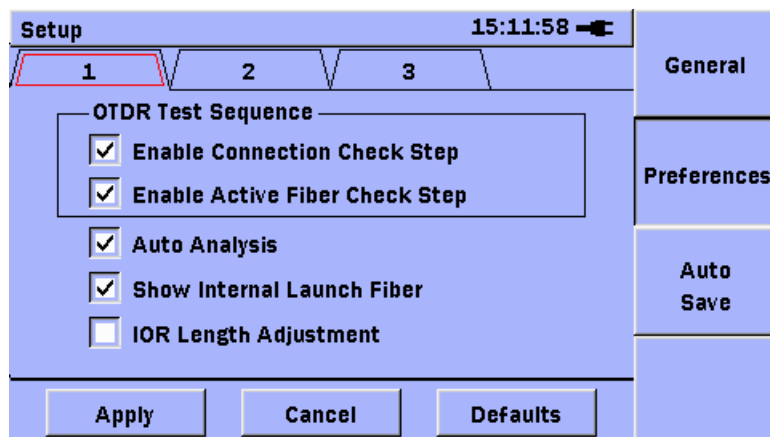 Setup 15:11:58
1 2 3
OTDR Test Sequence
Enable Connection Check Step
Enable Active Fiber Check Step
Auto Analysis
Show Internal Launch Fiber
IOR Length Adjustment
Apply Cancel Defaults
General
Preferences
Auto
Save